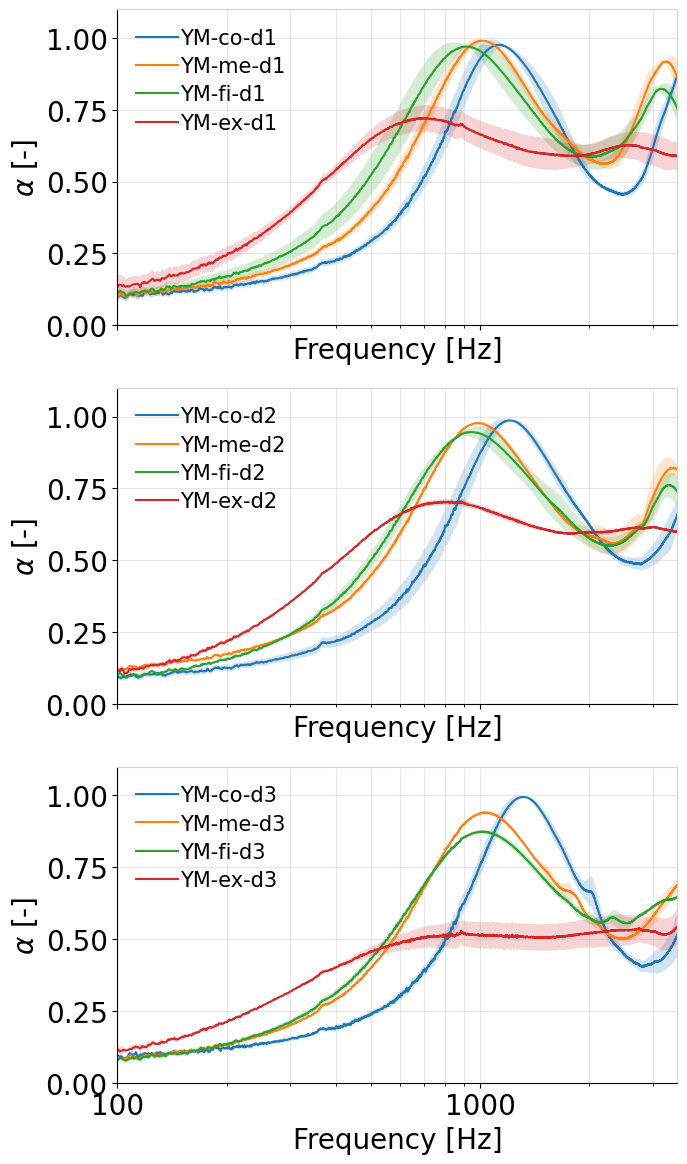 1.00
0.75
0.50
0.25
0.00
α [-]
YM-co-d1
YM-me-d1
YM-fi-d1
YM-ex-d1
Frequency [Hz]
1.00
0.75
0.50
0.25
0.00
α [-]
YM-co-d2
YM-me-d2
YM-fi-d2
YM-ex-d2
Frequency [Hz]
1.00
0.75
0.50
0.25
0.00
α [-]
YM-co-d3
YM-me-d3
YM-fi-d3
YM-ex-d3
100 1000
Frequency [Hz]